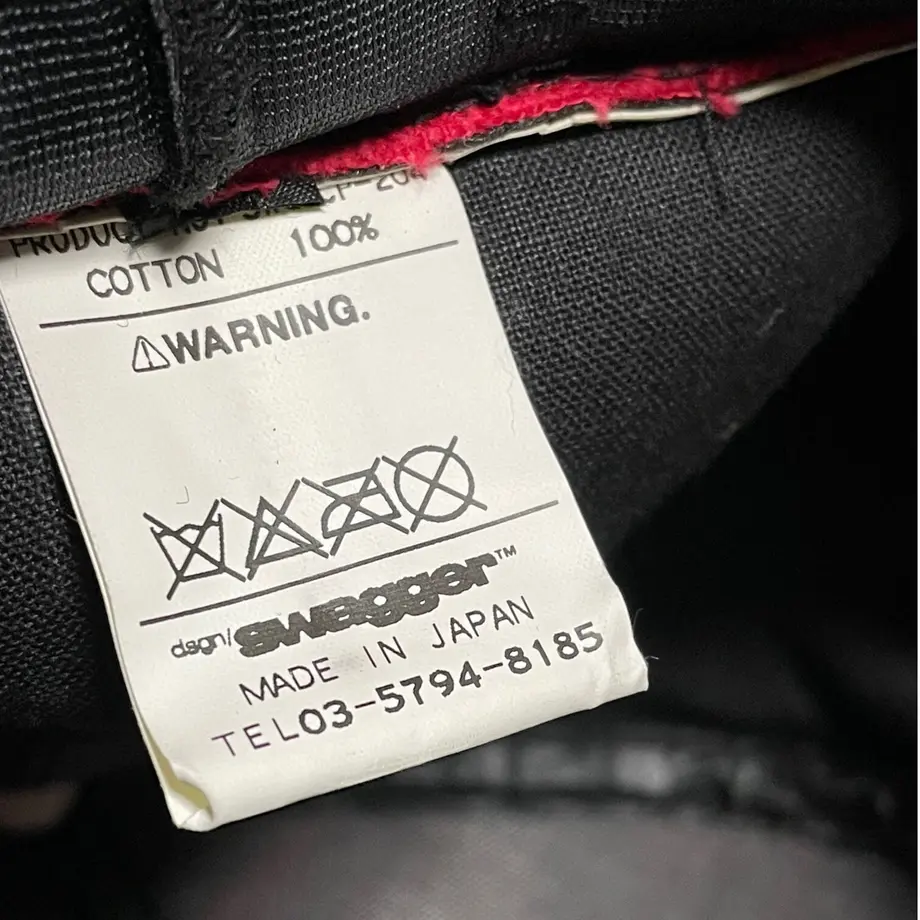 COTTON 100%
⚠WARNING.
dsgn/swagger™
MADE IN JAPAN
TEL03-5794-8185